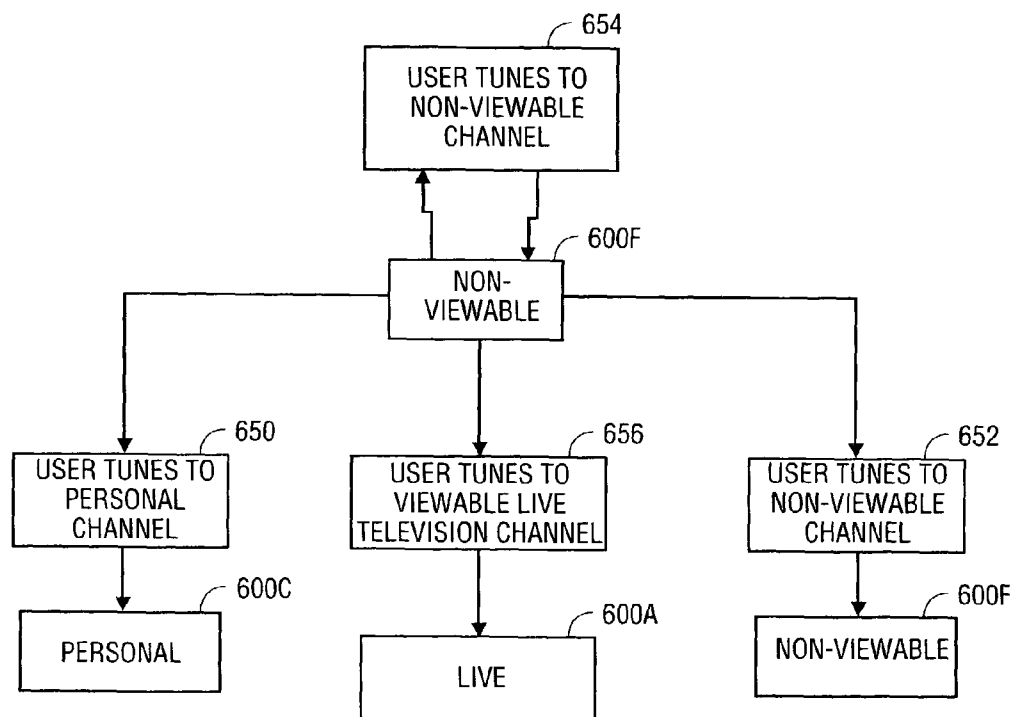 654
USER TUNES TO
NON-VIEWABLE
CHANNEL
600F
NON-
VIEWABLE
650
USER TUNES TO
PERSONAL
CHANNEL
656
USER TUNES TO
VIEWABLE LIVE
TELEVISION CHANNEL
652
USER TUNES TO
NON-VIEWABLE
CHANNEL
600C
PERSONAL
600A
LIVE
600F
NON-VIEWABLE